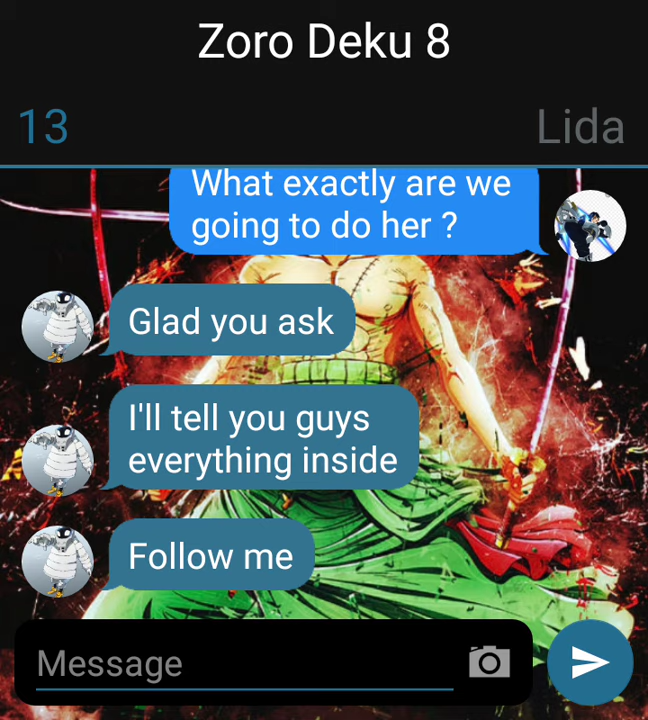 Zoro Deku 8
13
Lida
What exactly are we
going to do her ?
Glad you ask
I'll tell you guys
everything inside
Follow me
Message